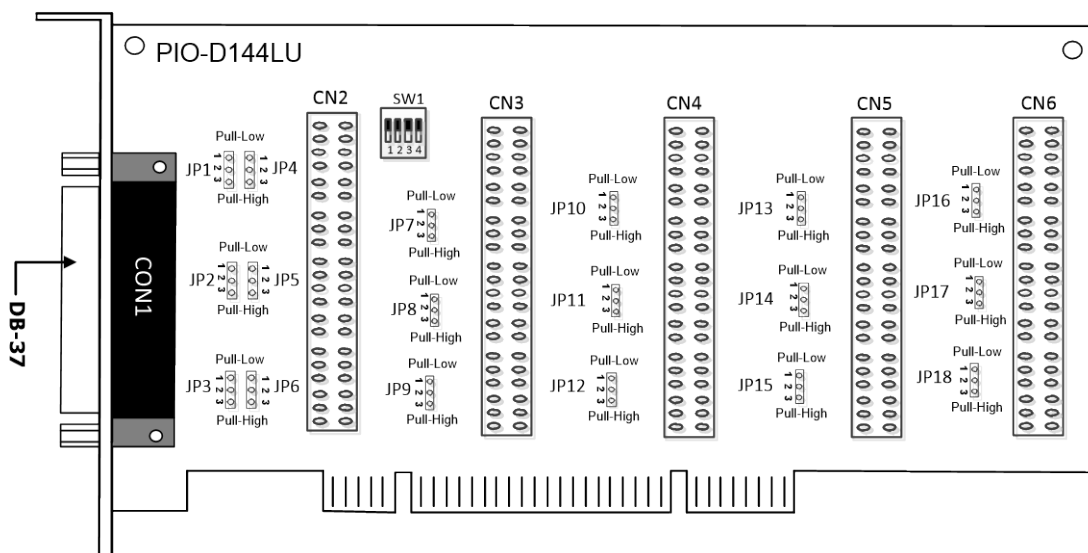 PIO-D144LU
CN2
SW1
1 2 3 4
CN3
CN4
CN5
CN6
DB-37
CON1
Pull-Low
JP1
1 2 3
1 2 3
JP4
Pull-High
Pull-Low
JP2
1 2 3
1 2 3
JP5
Pull-High
Pull-Low
JP3
1 2 3
1 2 3
JP6
Pull-High
Pull-Low
JP7
1 2 3
Pull-High
JP8
Pull-Low
1 2 3
Pull-High
Pull-Low
JP9
1 2 3
Pull-High
Pull-Low
JP10
1 2 3
Pull-High
Pull-Low
JP11
1 2 3
Pull-High
Pull-Low
JP12
1 2 3
Pull-High
Pull-Low
JP13
1 2 3
Pull-High
Pull-Low
JP14
1 2 3
Pull-High
Pull-Low
JP15
1 2 3
Pull-High
Pull-Low
JP16
1 2 3
Pull-High
Pull-Low
JP17
1 2 3
Pull-High
Pull-Low
JP18
1 2 3
Pull-High